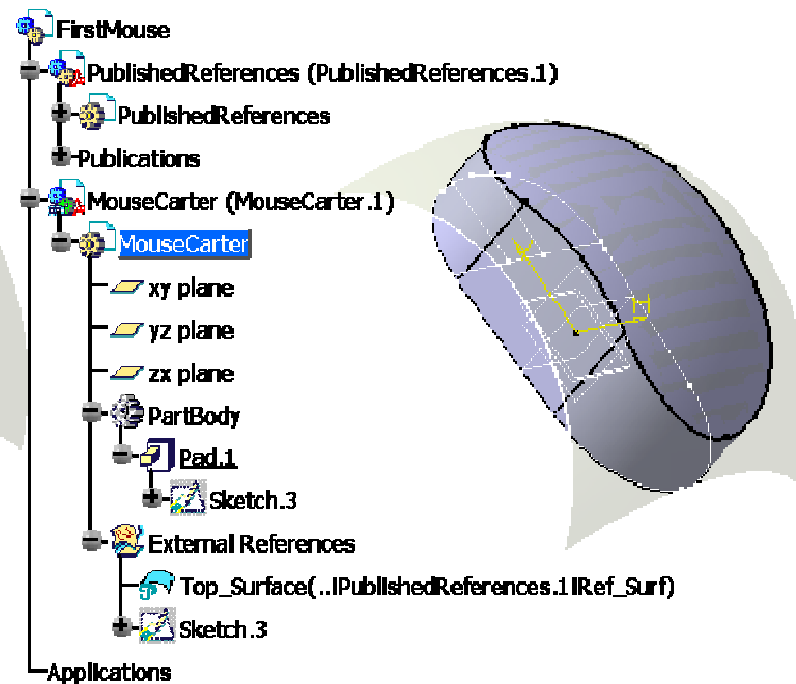 FirstMouse
PublishedReferences (PublishedReferences.1)
PublishedReferences
Publications
MouseCarter (MouseCarter.1)
MouseCarter
xy plane
yz plane
zx plane
PartBody
Pad.1
Sketch.3
External References
Top_Surface(..!PublishedReferences.1!Ref_Surf)
Sketch.3
Applications